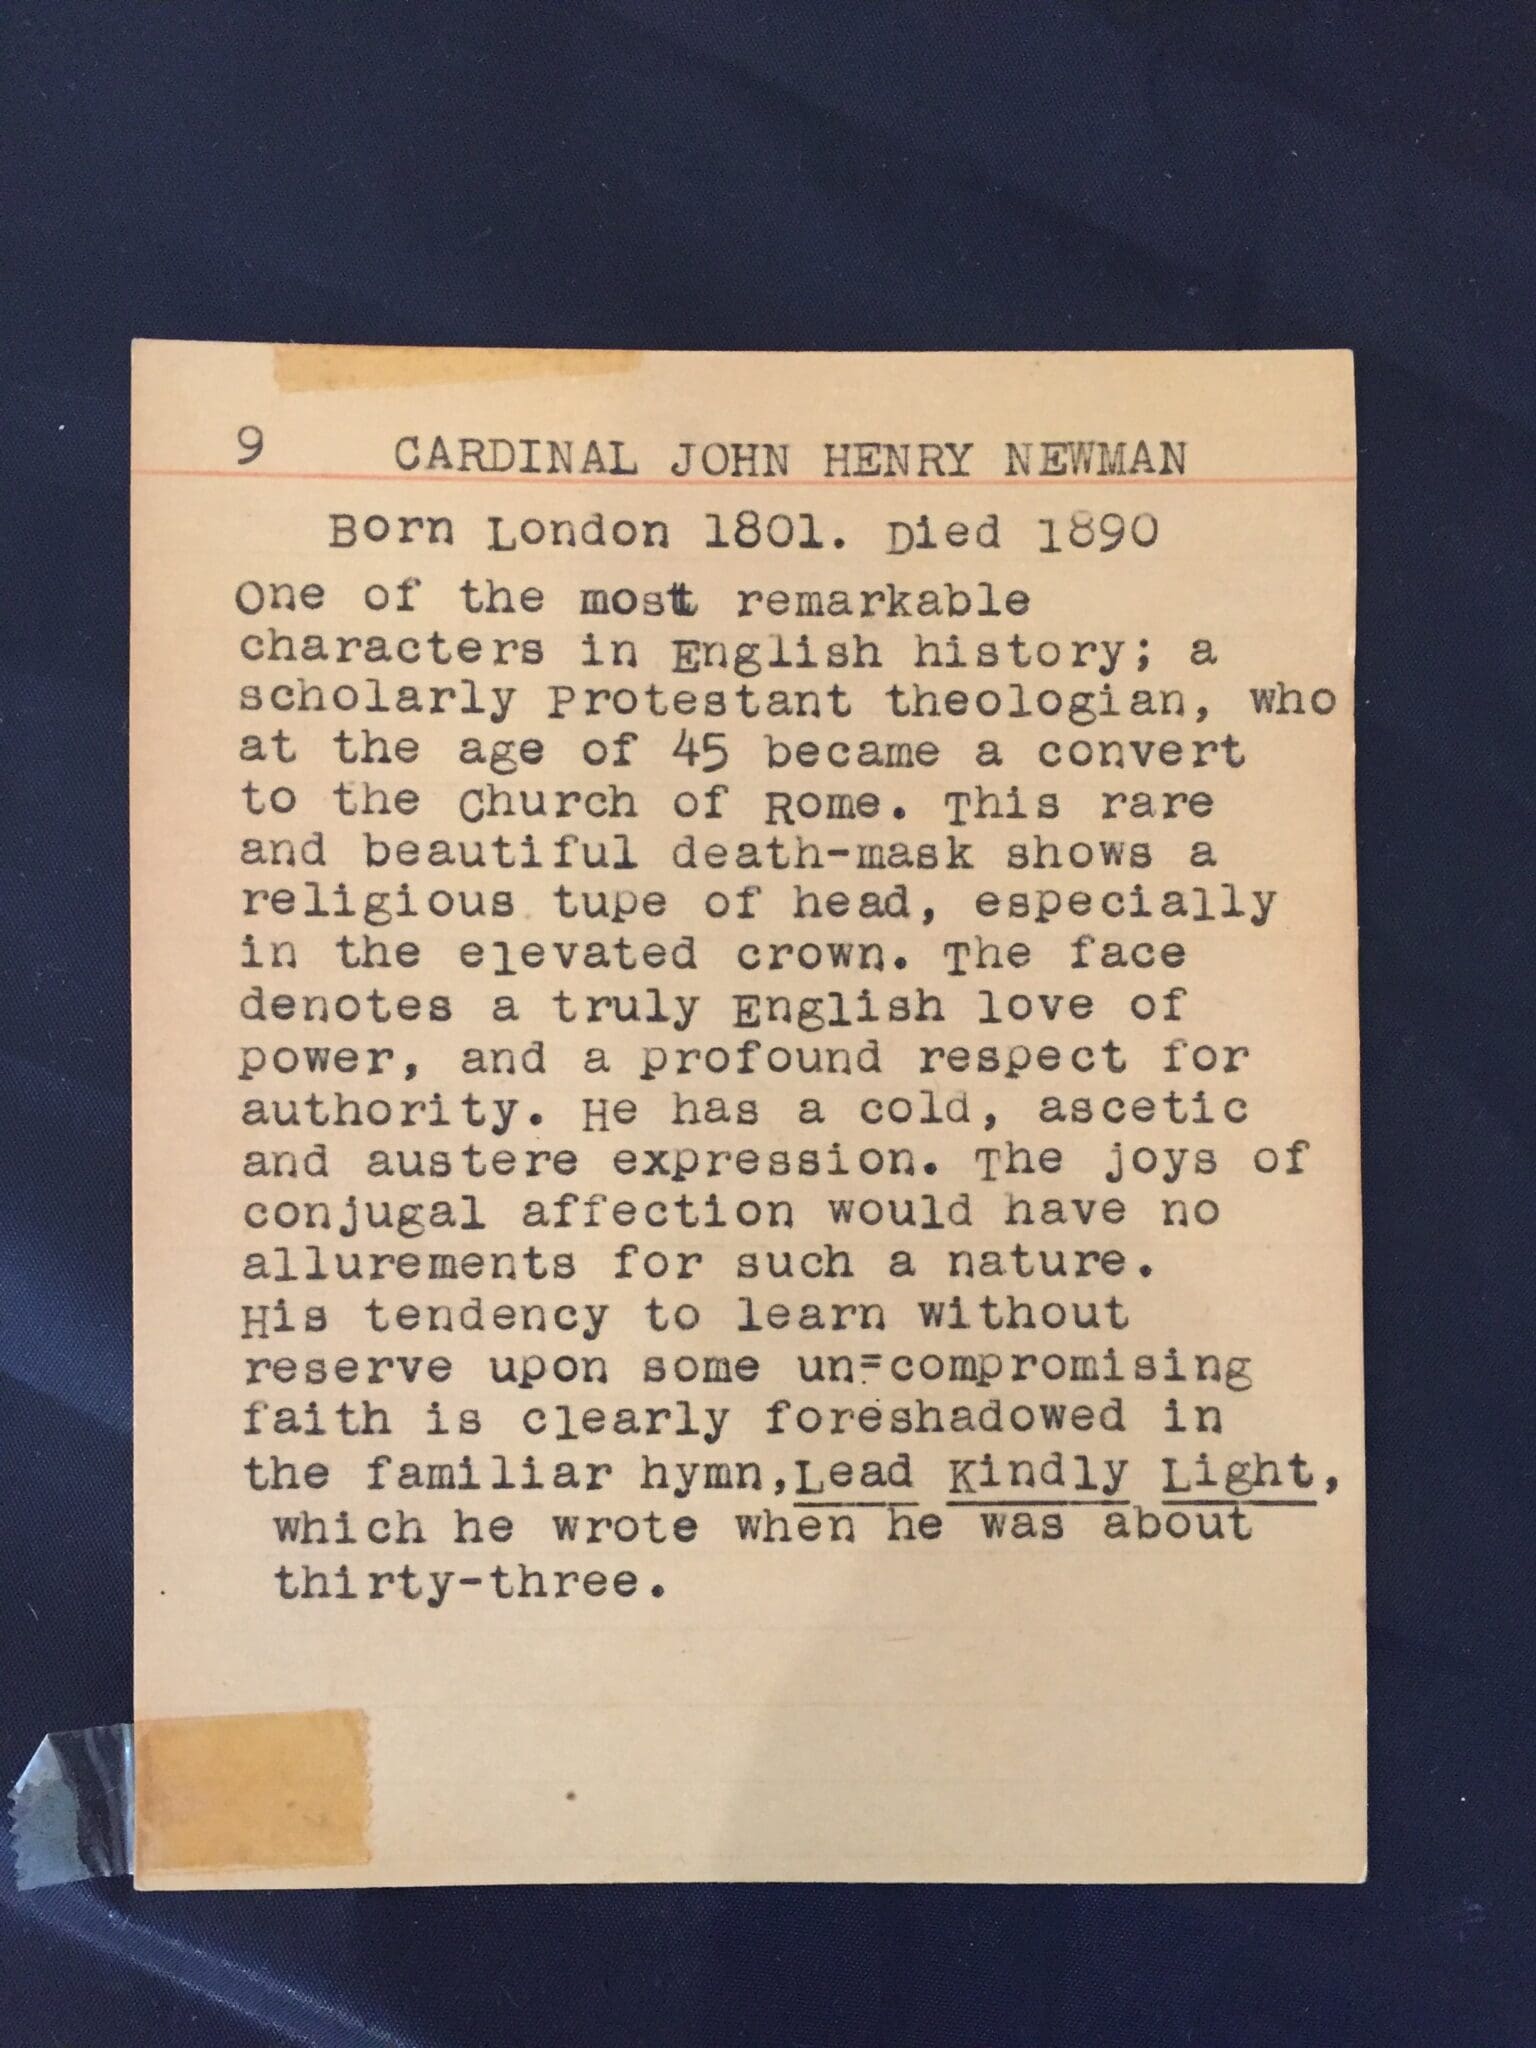 9 CARDINAL JOHN HENRY NEWMAN
Born London 1801. Died 1890
One of the mostt remarkable
characters in English history; a
scholarly Protestant theologian, who
at the age of 45 became a convert
to the Church of Rome. This rare
and beautiful death-mask shows a
religious tupe of head, especially
in the elevated crown. The face
denotes a truly English love of
power, and a profound respect for
authority. He has a cold, ascetic
and austere expression. The joys of
conjugal affection would have no
allurements for such a nature.
His tendency to learn without
reserve upon some un=compromising
faith is clearly foreshadowed in
the familiar hymn,Lead Kindly Light,
which he wrote when he was about
thirty-three.